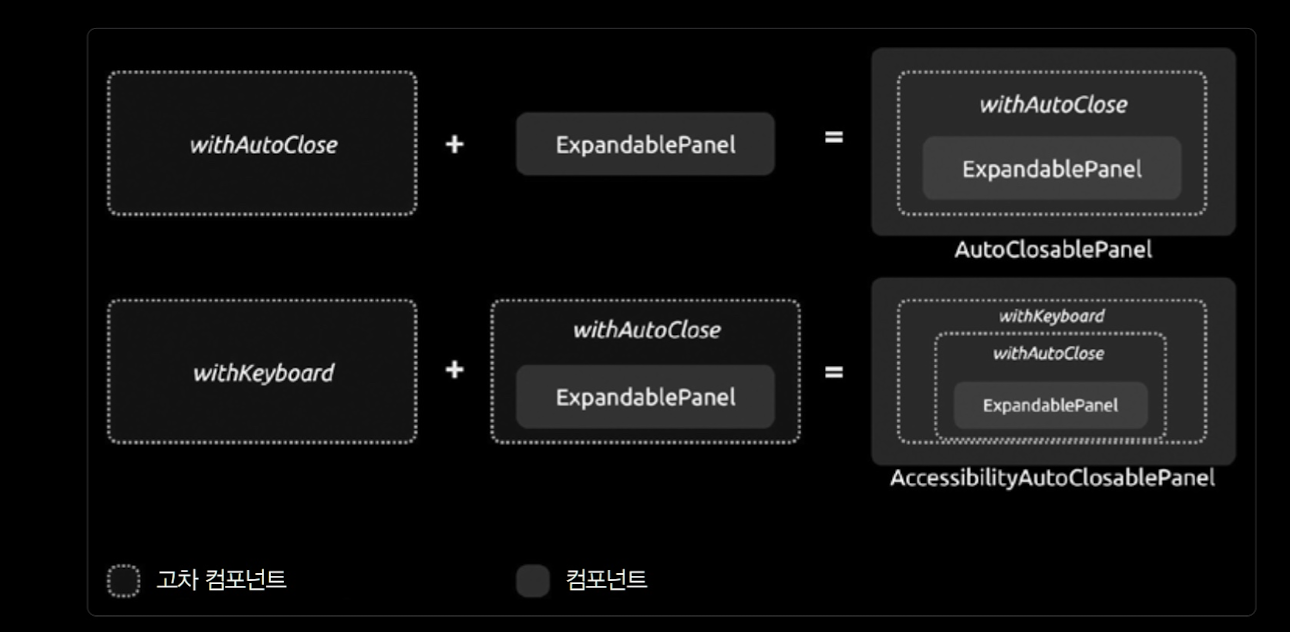 withAutoClose + ExpandablePanel = withAutoClose
ExpandablePanel
AutoClosablePanel
withKeyboard + withAutoClose
ExpandablePanel = withKeyboard
withAutoClose
ExpandablePanel
AccessibilityAutoClosablePanel
고차 컴포넌트
컴포넌트